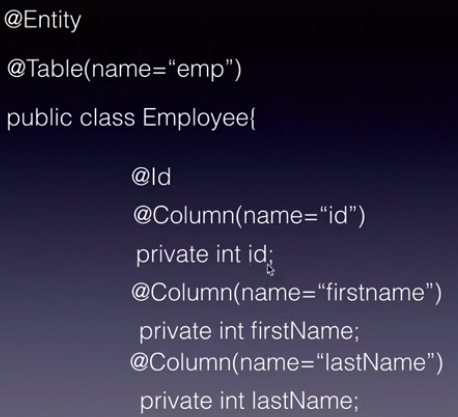 @Entity
@Table(name=“emp”)
public class Employee{
@Id
@Column(name=“id”)
private int id;
@Column(name=“firstname”)
private int firstName;
@Column(name=“lastName”)
private int lastName;